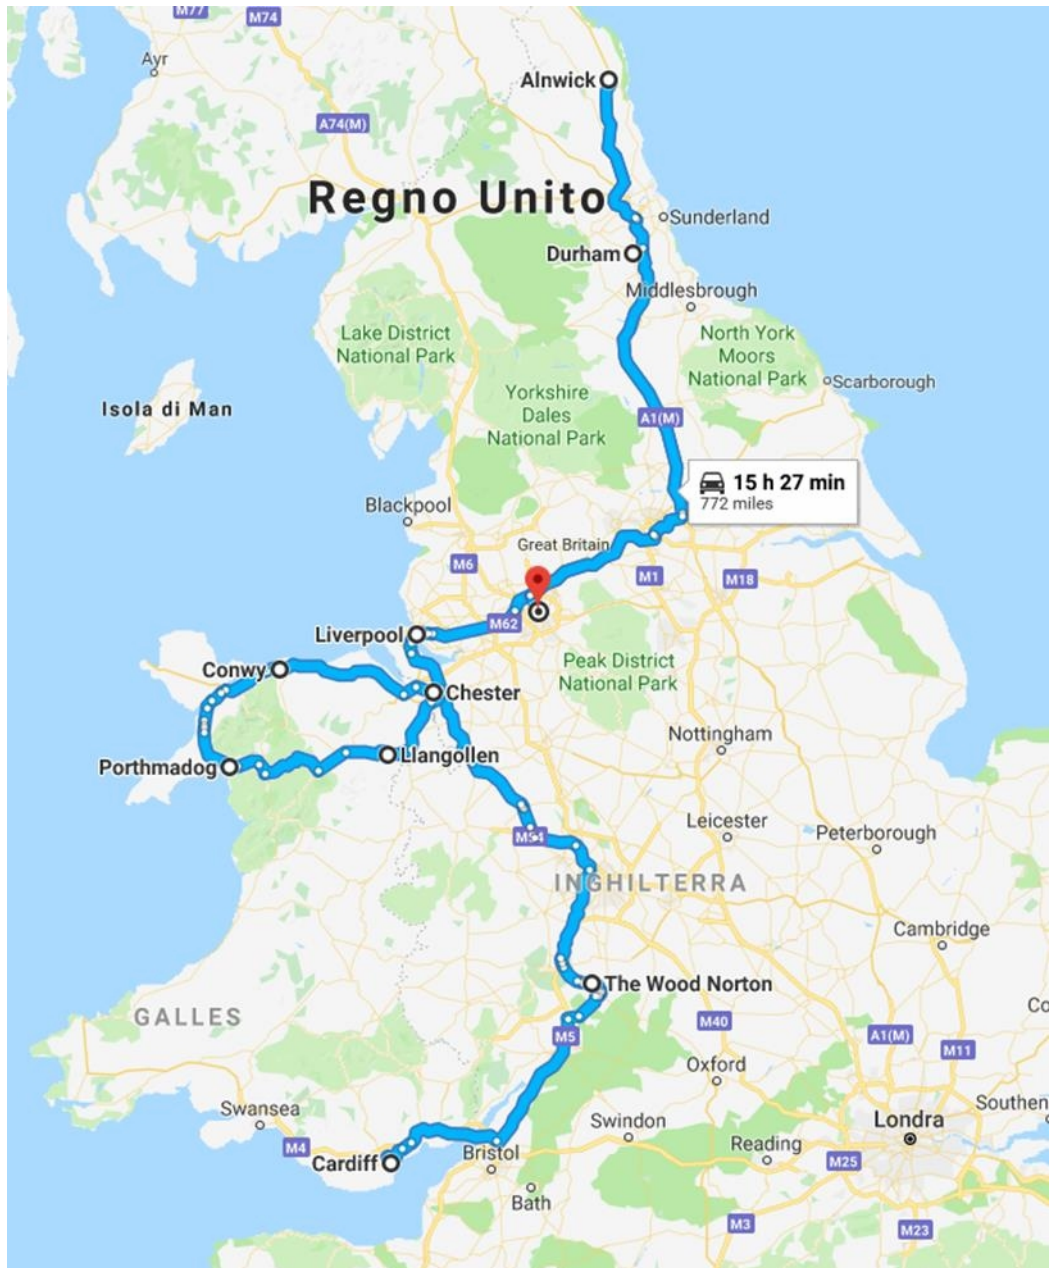 M77
M74
Ayr
Alnwick
A74(M)
Regno Unito
Sunderland
Durham
Middlesbrough
Lake District
National Park
North York
Moors
National Park
Scarborough
Yorkshire
Dales
National Park
Isola di Man
A1(M)
15 h 27 min
772 miles
Blackpool
Great Britain
M6
M1
M18
M62
Liverpool
Conwy
Peak District
National Park
Chester
Nottingham
Llangollen
Porthmadog
Leicester
Peterborough
M54
INGHILTERRA
Cambridge
The Wood Norton
GALLES
Co
M40
M5
A1(M)
M11
Oxford
Swansea
Southen
Swindon
Londra
M4
Reading
Bristol
Cardiff
M25
Bath
M3
M23